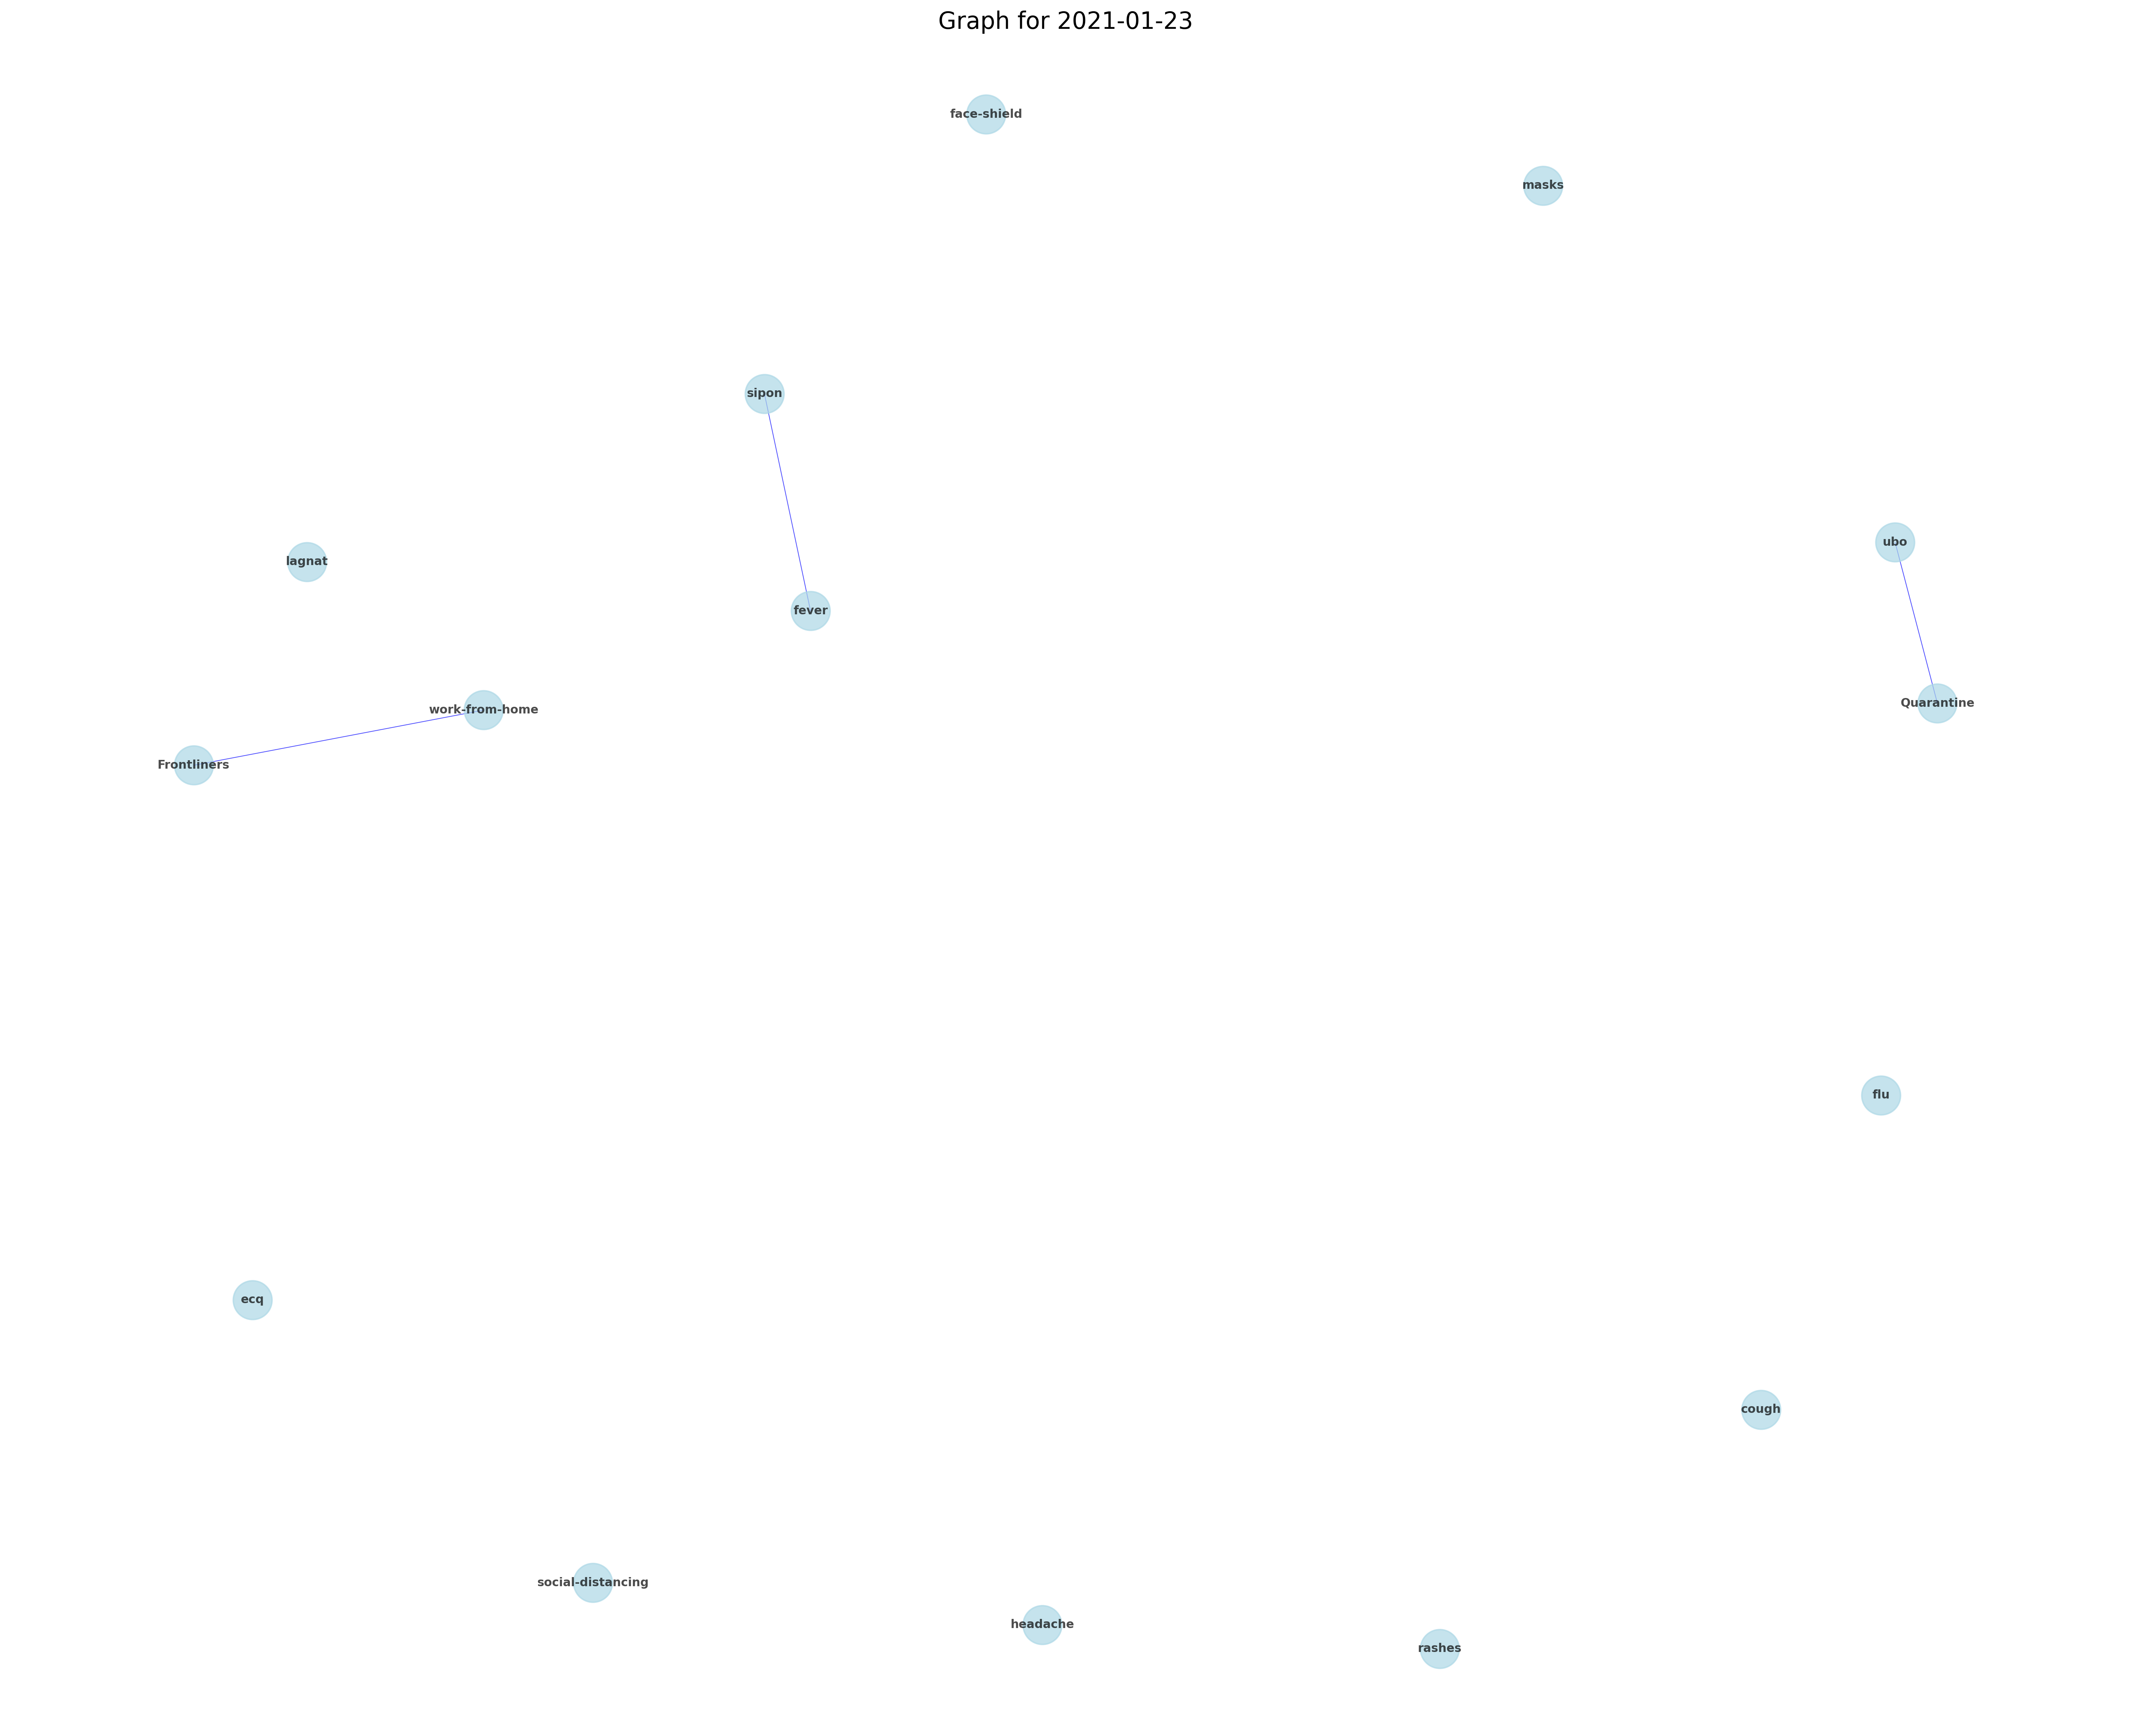 Graph for 2021-01-23
face-shield
masks
sipon
ubo
lagnat
fever
Quarantine
work-from-home
Frontliners
flu
ecq
cough
social-distancing
headache
rashes